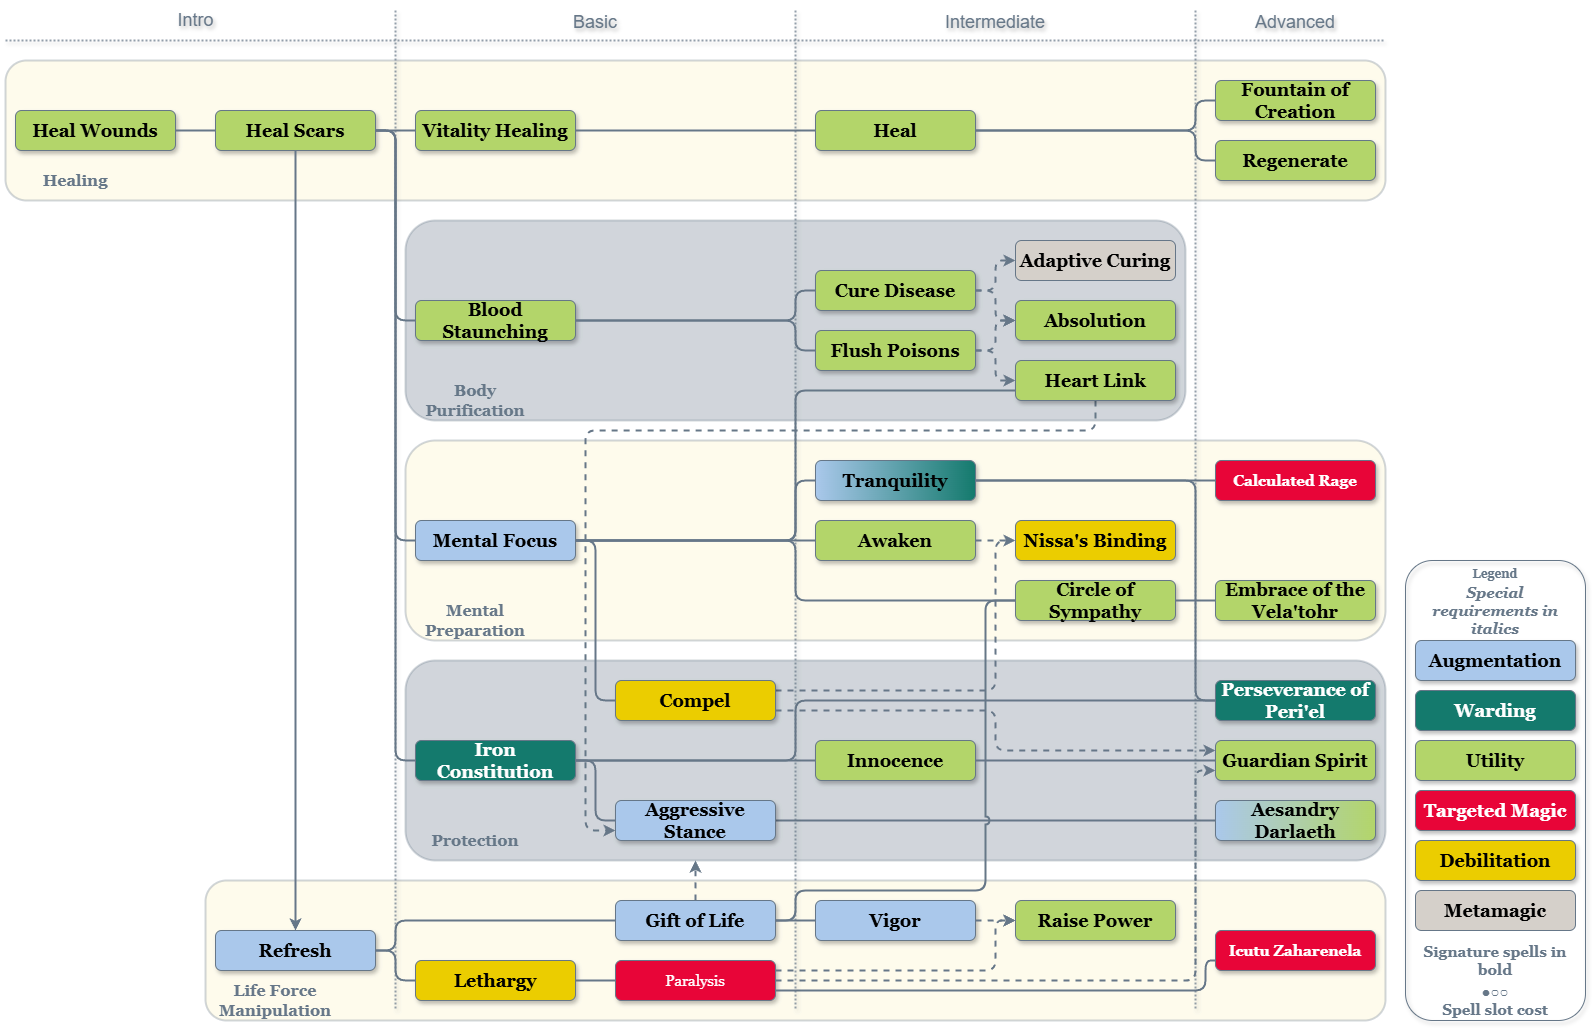 Intro
Basic
Intermediate
Advanced
Heal Wounds
Heal Scars
Vitality Healing
Heal
Fountain of
Creation
Regenerate
Healing
Blood
Staunching
Cure Disease
Flush Poisons
Adaptive Curing
Absolution
Heart Link
Body
Purification
Mental Focus
Tranquility
Awaken
Nissa's Binding
Circle of
Sympathy
Calculated Rage
Embrace of the
Vela'tohr
Mental
Preparation
Compel
Perseverance of
Peri'el
Iron
Constitution
Innocence
Guardian Spirit
Aggressive
Stance
Aesandry
Darlaeth
Protection
Gift of Life
Vigor
Raise Power
Refresh
Lethargy
Paralysis
Icutu Zaharenela
Life Force
Manipulation
Legend
Special
requirements in
italics
Augmentation
Warding
Utility
Targeted Magic
Debilitation
Metamagic
Signature spells in
bold
●○○
Spell slot cost